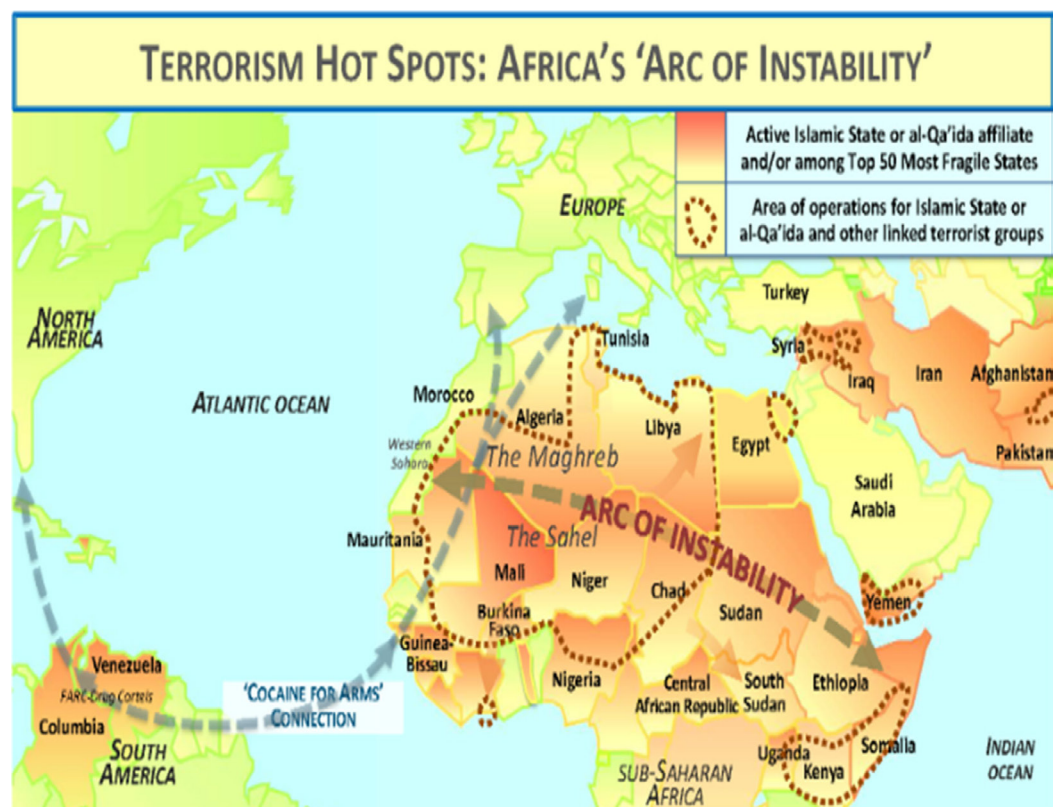 TERRORISM HOT SPOTS: AFRICA'S 'ARC OF INSTABILITY'
Active Islamic State or al-Qa'ida affiliate
and/or among Top 50 Most Fragile States
Area of operations for Islamic State or
al-Qa'ida and other linked terrorist groups
EUROPE
NORTH
AMERICA
ATLANTIC OCEAN
Turkey
Syria
Iraq
Iran
Afghanistan
Pakistan
Tunisia
Morocco
Algeria
Libya
Egypt
Western
Sahara
The Maghreb
Saudi
Arabia
ARC OF INSTABILITY
Mauritania
The Sahel
Mali
Niger
Chad
Sudan
Yemen
Burkina
Faso
Guinea-
Bissau
Nigeria
Central
African Republic
South
Sudan
Ethiopia
Somalia
Uganda
Kenya
Venezuela
FARC-Drug Cartels
Columbia
'COCAINE FOR ARMS'
CONNECTION
SOUTH
AMERICA
SUB-SAHARAN
AFRICA
INDIAN
OCEAN